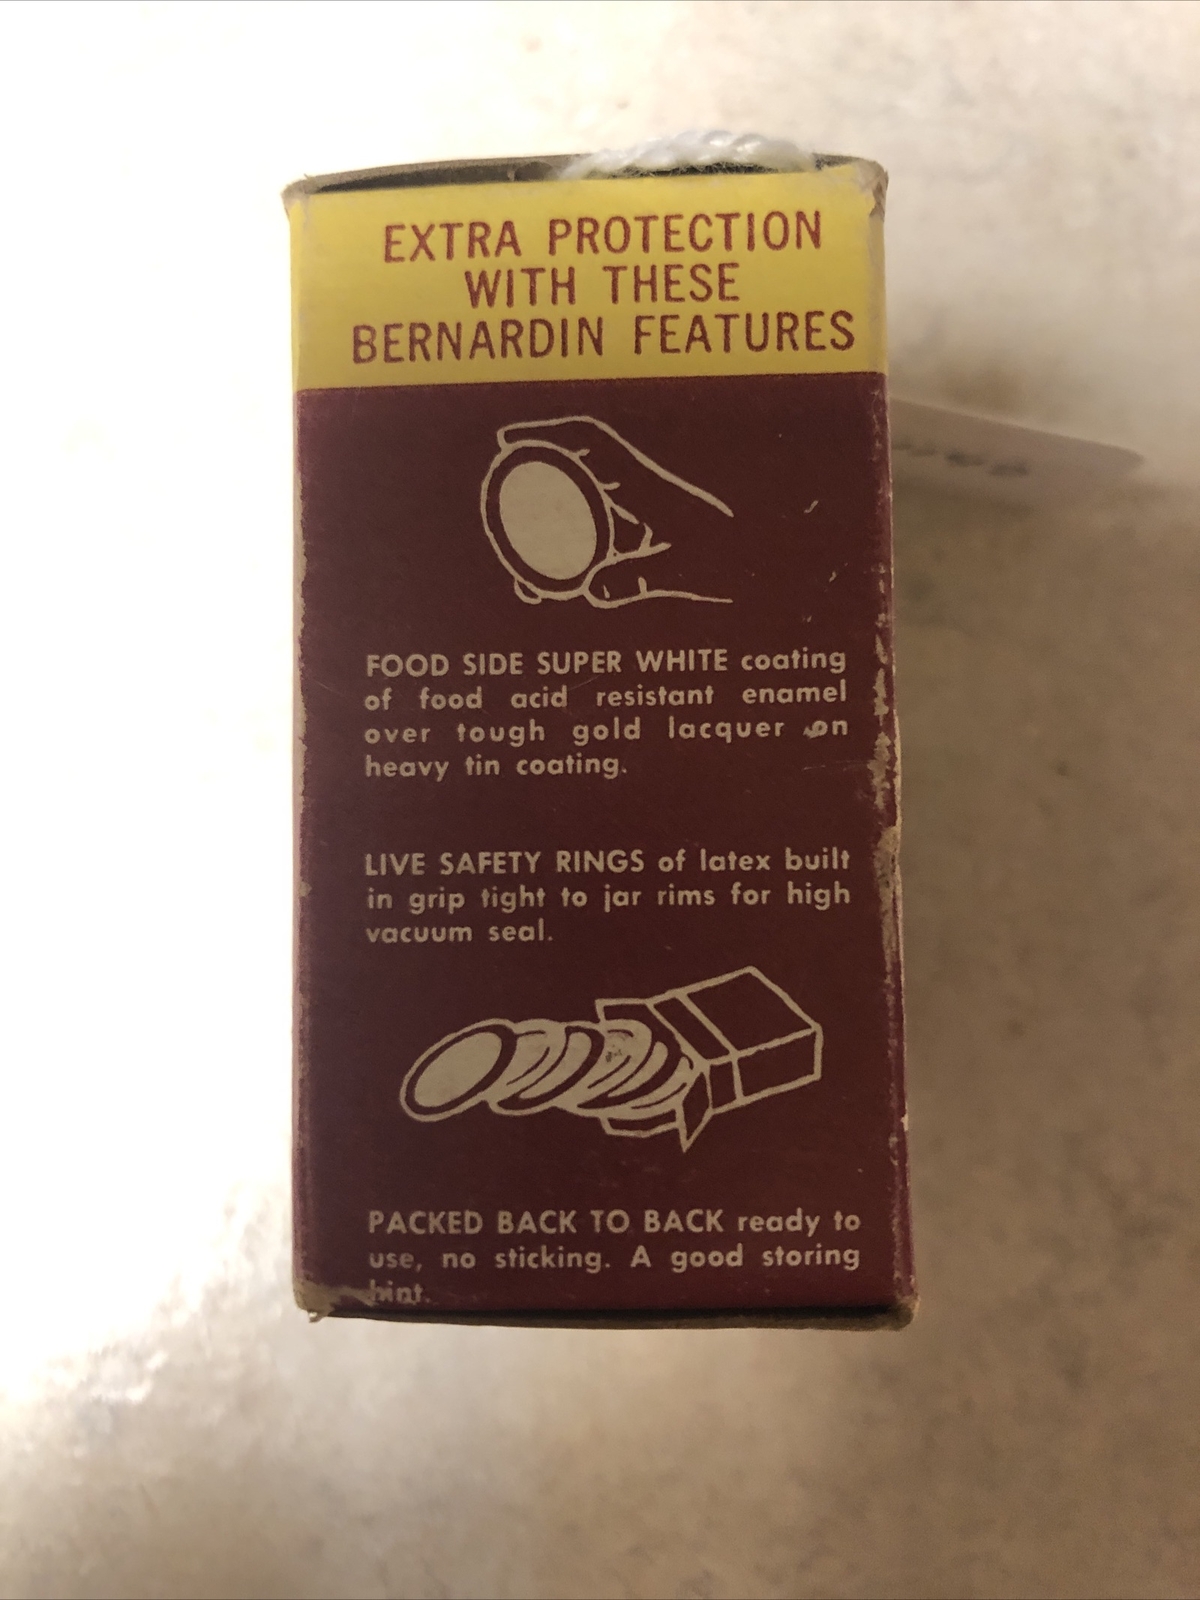 EXTRA PROTECTION
WITH THESE
BERNARDIN FEATURES
FOOD SIDE SUPER WHITE coating
of food acid resistant enamel
over tough gold lacquer on
heavy tin coating.
LIVE SAFETY RINGS of latex built
in grip tight to jar rims for high
vacuum seal.
PACKED BACK TO BACK ready to
use, no sticking. A good storing
hint.